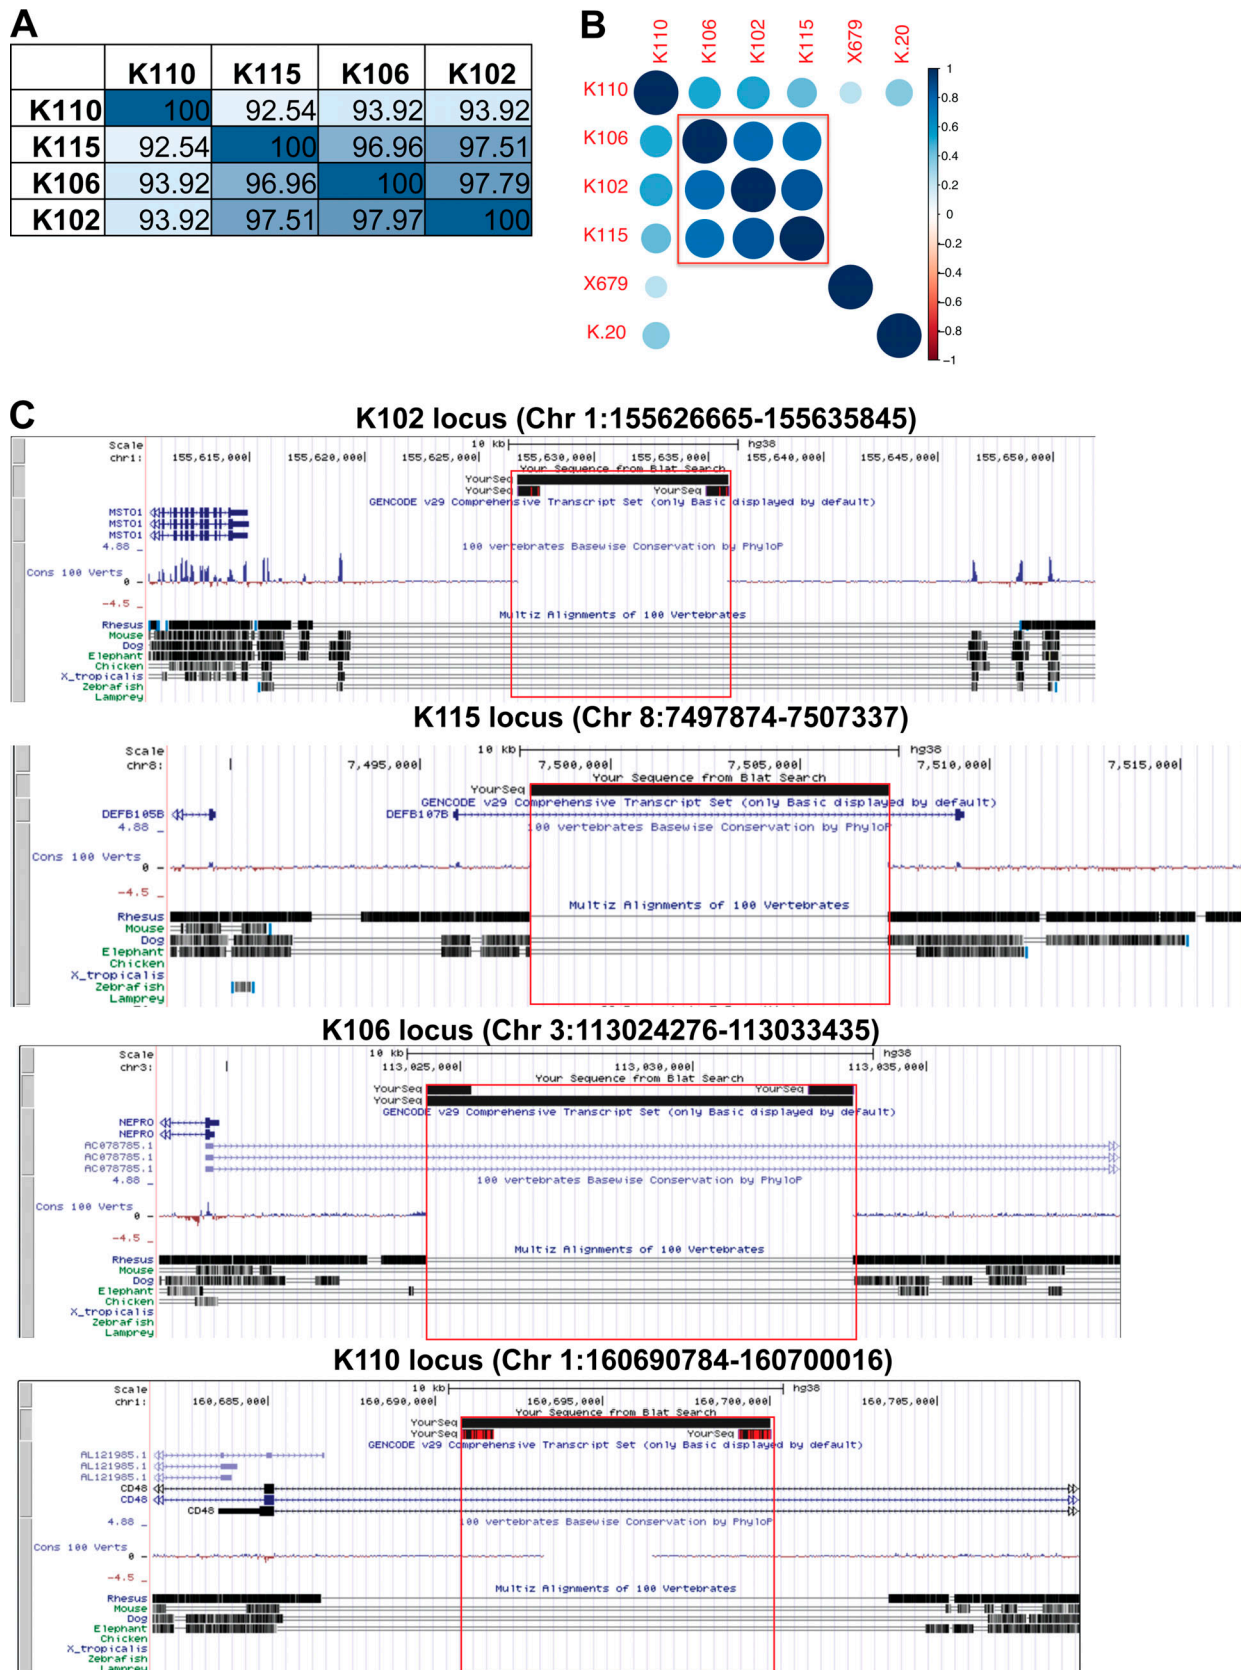 A
K110 K115 K106 K102
K110 100 92.54 93.92 93.92
K115 92.54 100 96.96 97.51
K106 93.92 96.96 100 97.79
K102 93.92 97.51 97.97 100
B
K110 K106 K102 K115 X679 K.20
K110
K106
K102
K115
X679
K.20
1
0.8
0.6
0.4
0.2
0
-0.2
-0.4
-0.6
-0.8
-1
C
K102 locus (Chr 1:155626665-155635845)
Scale 10 kb hg38
chr1: 155,615,000 155,620,000 155,625,000 155,630,000 155,635,000 155,640,000 155,645,000 155,650,000
Your Sequence from Blat Search
YourSeq
YourSeq YourSeq
GENCODE v29 Comprehensive Transcript Set (only Basic displayed by default)
MSTO1
MSTO1
MSTO1
4.88 _ 100 vertebrates Basewise Conservation by PhyloP
Cons 100 Verts 0 -
-4.5 _
Multiz Alignments of 100 Vertebrates
Rhesus
Mouse
Dog
Elephant
Chicken
X_tropicalis
Zebrafish
Lamprey
K115 locus (Chr 8:7497874-7507337)
Scale 10 kb hg38
chr8: 7,495,000 7,500,000 7,505,000 7,510,000 7,515,000
Your Sequence from Blat Search
YourSeq
GENCODE v29 Comprehensive Transcript Set (only Basic displayed by default)
DEFB105B DEFB107B
4.88 _ 100 vertebrates Basewise Conservation by PhyloP
Cons 100 Verts 0 -
-4.5 _
Multiz Alignments of 100 Vertebrates
Rhesus
Mouse
Dog
Elephant
Chicken
X_tropicalis
Zebrafish
Lamprey
K106 locus (Chr 3:113024276-113033435)
Scale 10 kb hg38
chr3: 113,025,000 113,030,000 113,035,000
Your Sequence from Blat Search
YourSeq YourSeq
YourSeq
GENCODE v29 Comprehensive Transcript Set (only Basic displayed by default)
NEPRO
NEPRO
AC078785.1
AC078785.1
AC078785.1
4.88 _ 100 vertebrates Basewise Conservation by PhyloP
Cons 100 Verts 0 -
-4.5 _
Multiz Alignments of 100 Vertebrates
Rhesus
Mouse
Dog
Elephant
Chicken
X_tropicalis
Zebrafish
Lamprey
K110 locus (Chr 1:160690784-160700016)
Scale 10 kb hg38
chr1: 160,685,000 160,690,000 160,695,000 160,700,000 160,705,000
Your Sequence from Blat Search
YourSeq
YourSeq YourSeq
GENCODE v29 Comprehensive Transcript Set (only Basic displayed by default)
AL121985.1
AL121985.1
AL121985.1
CD48
CD48
CD48
4.88 _ 100 vertebrates Basewise Conservation by PhyloP
Cons 100 Verts 0 -
-4.5 _
Multiz Alignments of 100 Vertebrates
Rhesus
Mouse
Dog
Elephant
Chicken
X_tropicalis
Zebrafish
Lamprey